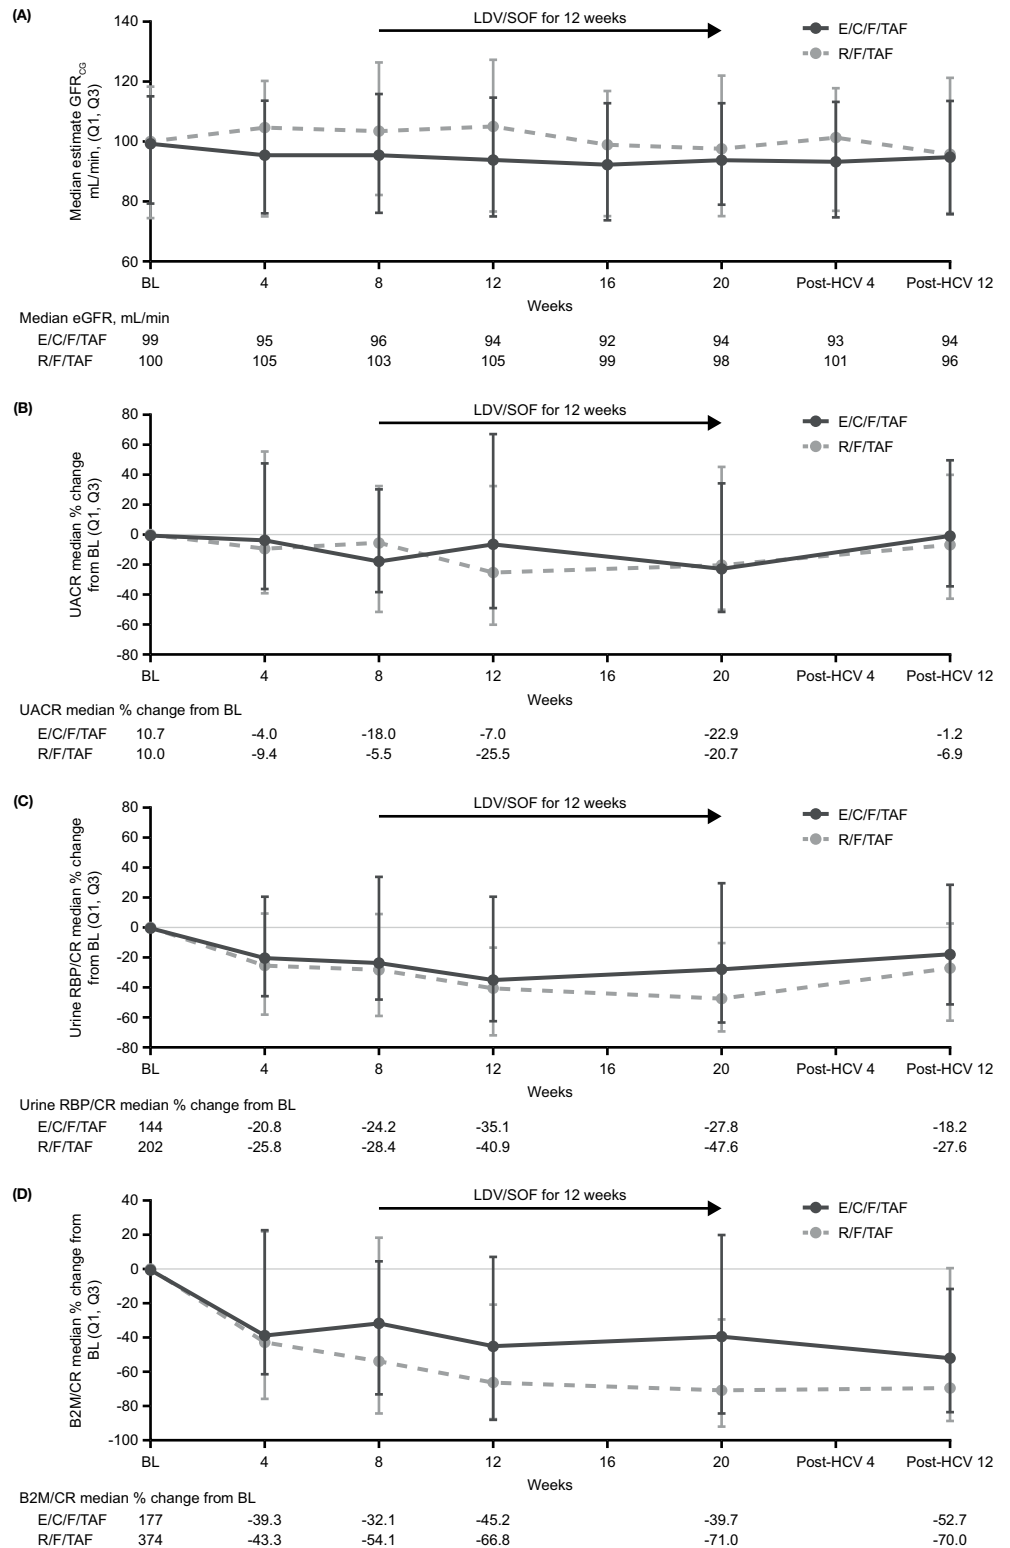 (A)
LDV/SOF for 12 weeks
E/C/F/TAF
R/F/TAF
Median estimate GFRCG
mL/min, (Q1, Q3)
140
120
100
80
60
BL 4 8 12 16 20 Post-HCV 4 Post-HCV 12
Weeks
Median eGFR, mL/min
E/C/F/TAF 99 95 96 94 92 94 93 94
R/F/TAF 100 105 103 105 99 98 101 96
(B)
LDV/SOF for 12 weeks
E/C/F/TAF
R/F/TAF
UACR median % change
from BL (Q1, Q3)
80
60
40
20
0
-20
-40
-60
-80
BL 4 8 12 16 20 Post-HCV 4 Post-HCV 12
Weeks
UACR median % change from BL
E/C/F/TAF 10.7 -4.0 -18.0 -7.0 -22.9 -1.2
R/F/TAF 10.0 -9.4 -5.5 -25.5 -20.7 -6.9
(C)
LDV/SOF for 12 weeks
E/C/F/TAF
R/F/TAF
Urine RBP/CR median % change
from BL (Q1, Q3)
80
60
40
20
0
-20
-40
-60
-80
BL 4 8 12 16 20 Post-HCV 4 Post-HCV 12
Weeks
Urine RBP/CR median % change from BL
E/C/F/TAF 144 -20.8 -24.2 -35.1 -27.8 -18.2
R/F/TAF 202 -25.8 -28.4 -40.9 -47.6 -27.6
(D)
LDV/SOF for 12 weeks
E/C/F/TAF
R/F/TAF
B2M/CR median % change from
BL (Q1, Q3)
40
20
0
-20
-40
-60
-80
-100
BL 4 8 12 16 20 Post-HCV 4 Post-HCV 12
Weeks
B2M/CR median % change from BL
E/C/F/TAF 177 -39.3 -32.1 -45.2 -39.7 -52.7
R/F/TAF 374 -43.3 -54.1 -66.8 -71.0 -70.0